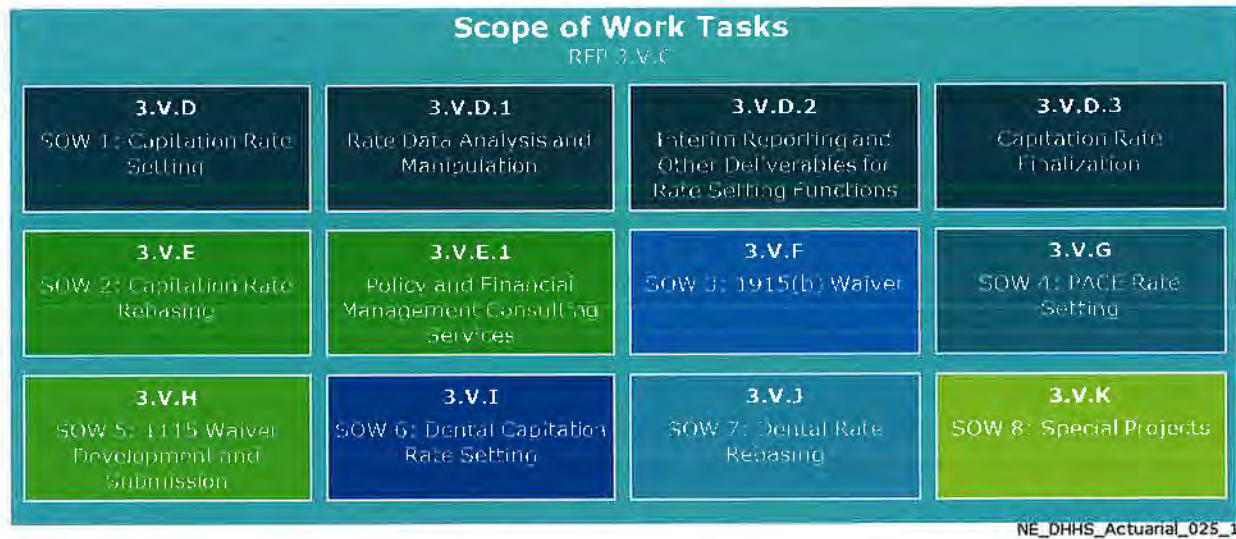 Scope of Work Tasks
RFP 3.V.C
3.V.D
SOW 1: Capitation Rate
Setting
3.V.D.1
Rate Data Analysis and
Manipulation
3.V.D.2
Interim Reporting and
Other Deliverables for
Rate Setting Functions
3.V.D.3
Capitation Rate
Finalization
3.V.E
SOW 2: Capitation Rate
Rebasing
3.V.E.1
Policy and Financial
Management Consulting
Services
3.V.F
SOW 3: 1915(b) Waiver
3.V.G
SOW 4: PACE Rate
Setting
3.V.H
SOW 5: 1115 Waiver
Development and
Submission
3.V.I
SOW 6: Dental Capitation
Rate Setting
3.V.J
SOW 7: Dental Rate
Rebasing
3.V.K
SOW 8: Special Projects
NE_DHHS_Actuarial_025_1